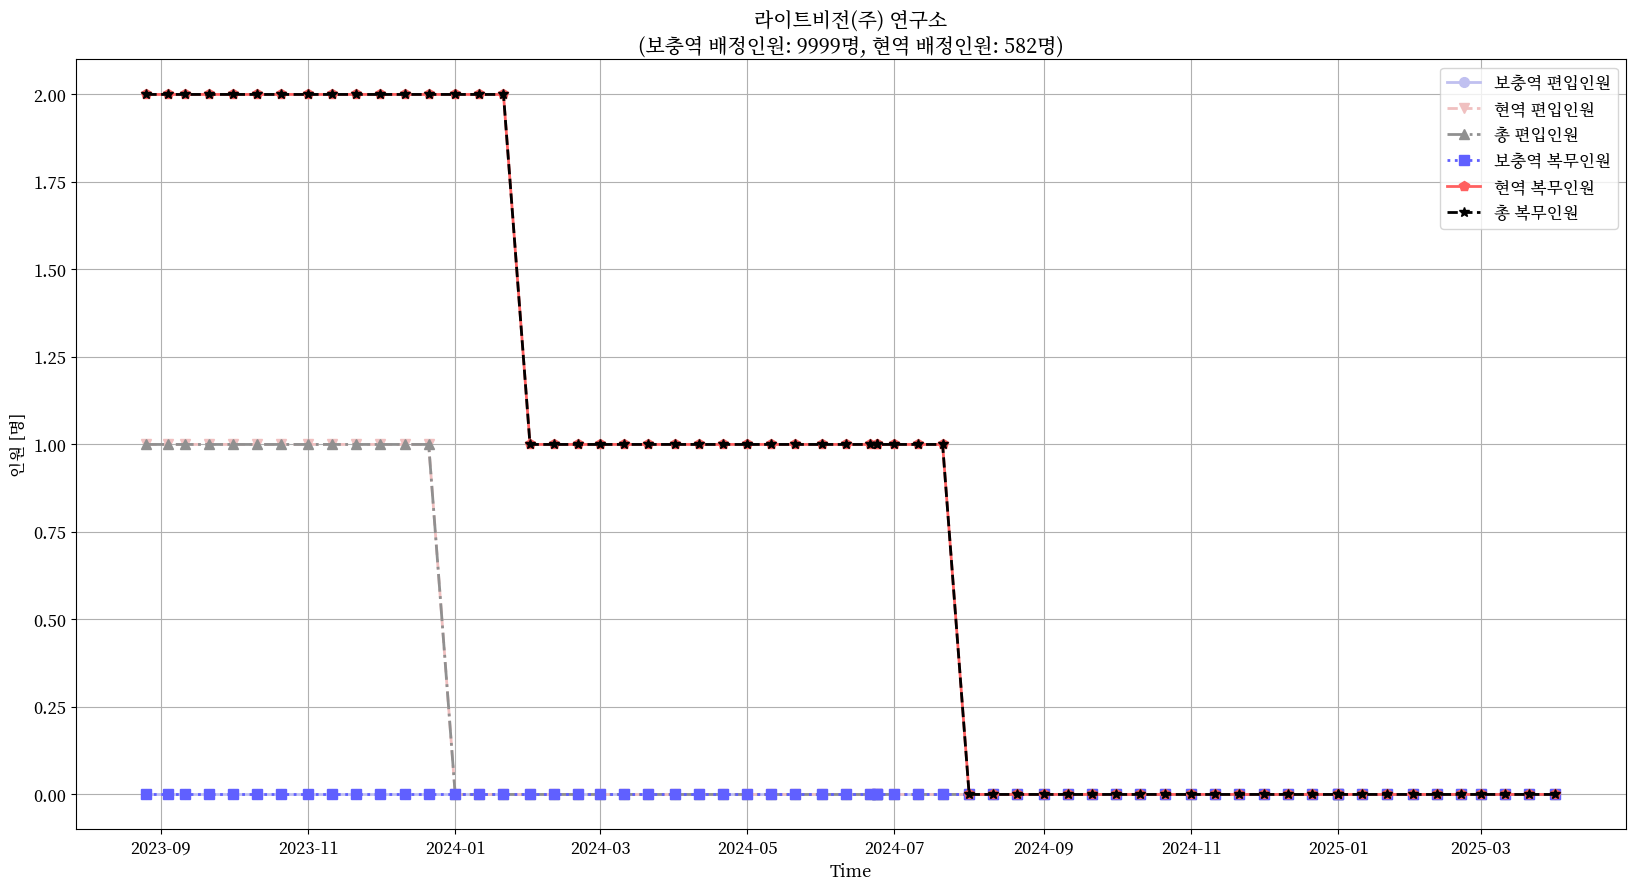 라이트비전(주) 연구소
(보충역 배정인원: 9999명, 현역 배정인원: 582명)
보충역 편입인원
현역 편입인원
총 편입인원
보충역 복무인원
현역 복무인원
총 복무인원
인원 [명]
2.00
1.75
1.50
1.25
1.00
0.75
0.50
0.25
0.00
2023-09 2023-11 2024-01 2024-03 2024-05 2024-07 2024-09 2024-11 2025-01 2025-03
Time